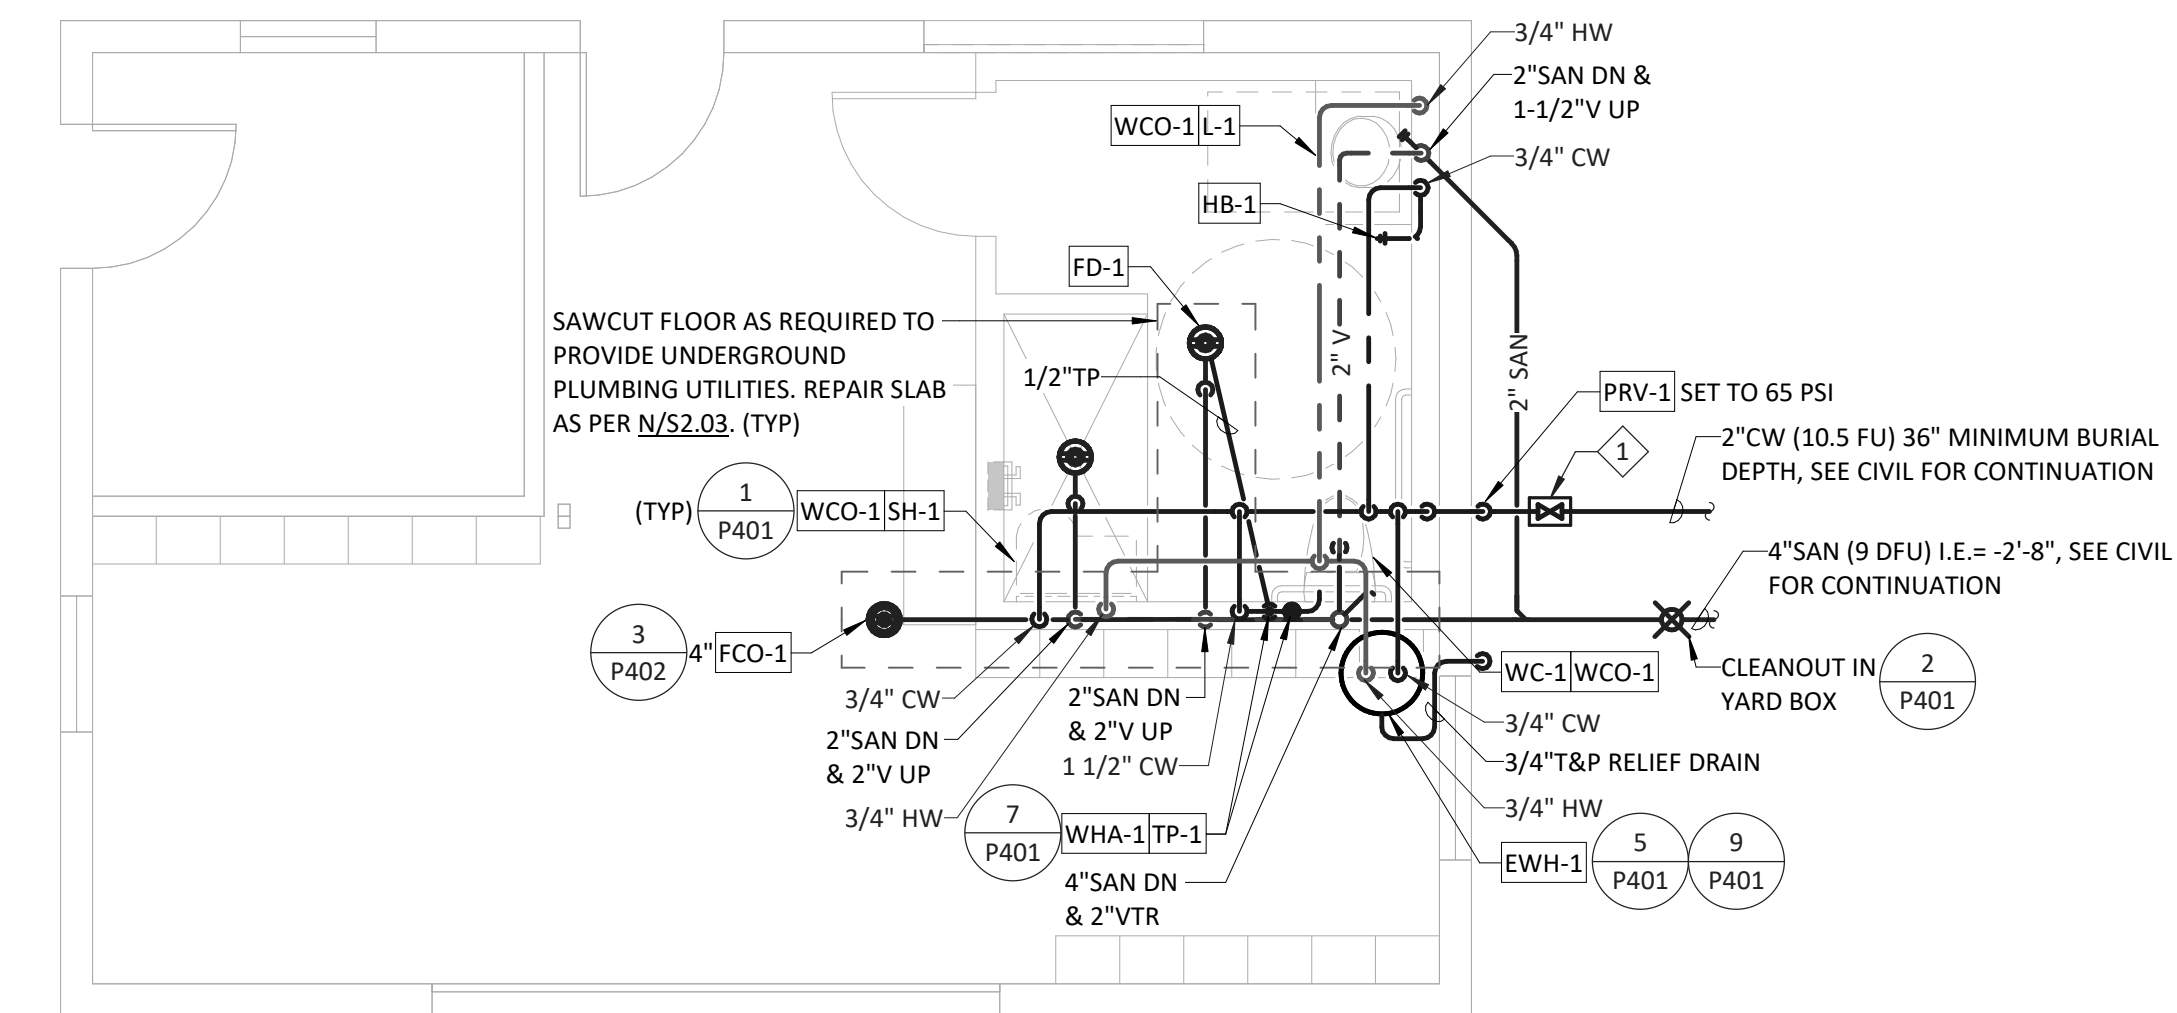 3/4" HW
2"SAN DN &
1-1/2"V UP
3/4" CW
WCO-1 L-1
HB-1
FD-1
SAWCUT FLOOR AS REQUIRED TO
PROVIDE UNDERGROUND
PLUMBING UTILITIES. REPAIR SLAB
AS PER N/S2.03. (TYP)
1/2"TP
2" V
2" SAN
PRV-1 SET TO 65 PSI
1
2"CW (10.5 FU) 36" MINIMUM BURIAL
DEPTH, SEE CIVIL FOR CONTINUATION
(TYP)
1
P401
WCO-1 SH-1
4"SAN (9 DFU) I.E.= -2'-8", SEE CIVIL
FOR CONTINUATION
3
P402
4" FCO-1
CLEANOUT IN
YARD BOX
2
P401
WC-1 WCO-1
3/4" CW
2"SAN DN
& 2"V UP
3/4" HW
2"SAN DN
& 2"V UP
1 1/2" CW
3/4" CW
3/4"T&P RELIEF DRAIN
3/4" HW
7
P401
WHA-1 TP-1
EWH-1
5
P401
9
P401
4"SAN DN
& 2"VTR